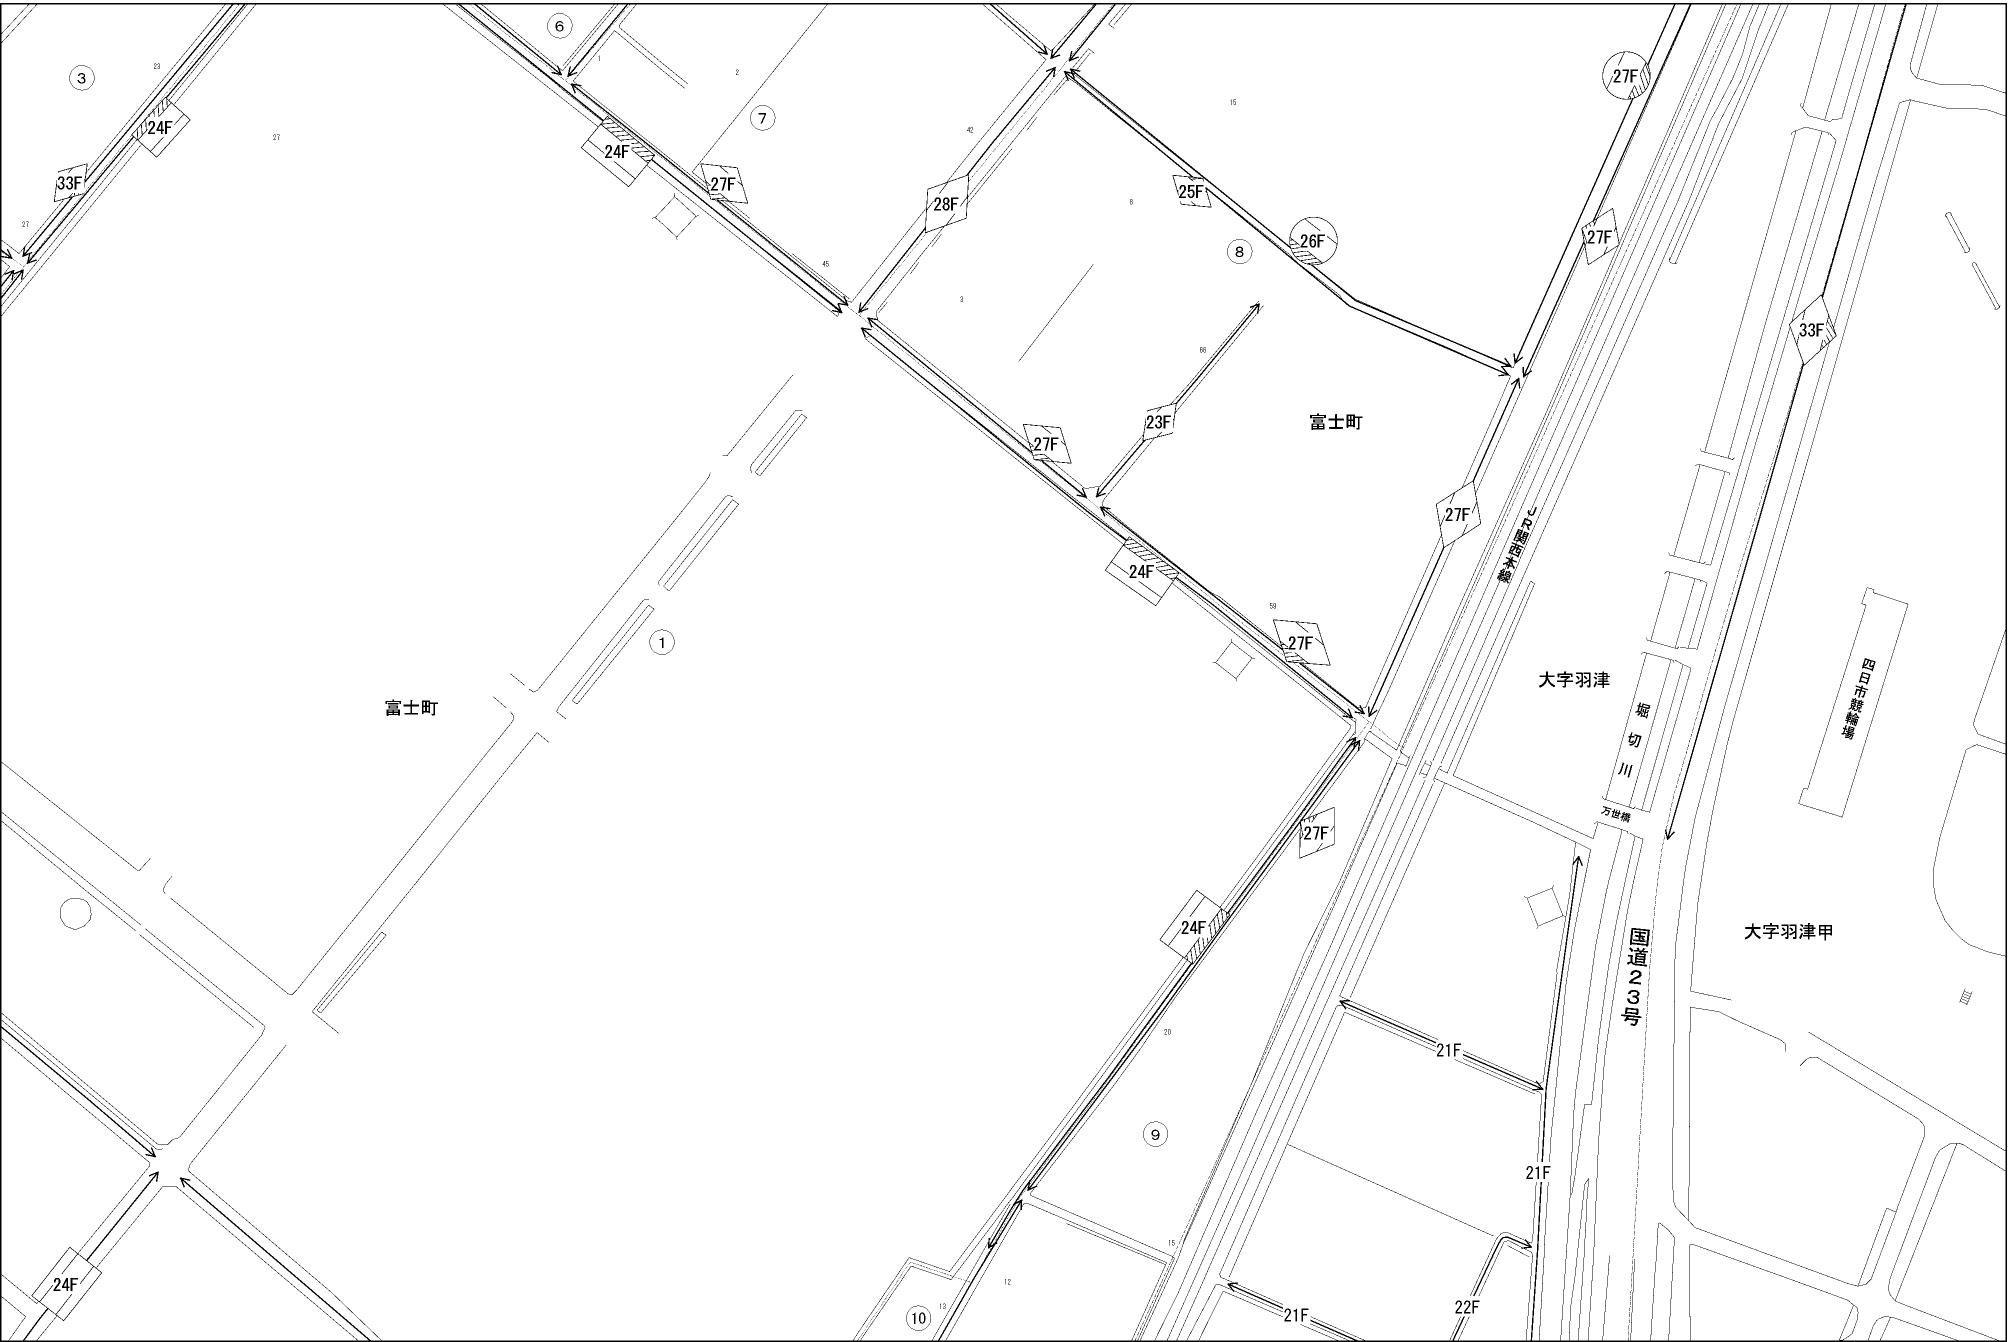 ⑥
③
23
24F
33F
27
27
1
2
⑦
24F
27F
45
42
28F
15
25F
8
26F
⑧
3
66
23F
27F
富士町
27F
27F
27F
33F
JR関西本線
24F
59
27F
①
富士町
大字羽津
堀切川
万世橋
四日市競輪場
27F
24F
国道23号
大字羽津甲
20
21F
⑨
21F
15
12
13
⑩
21F
22F
24F